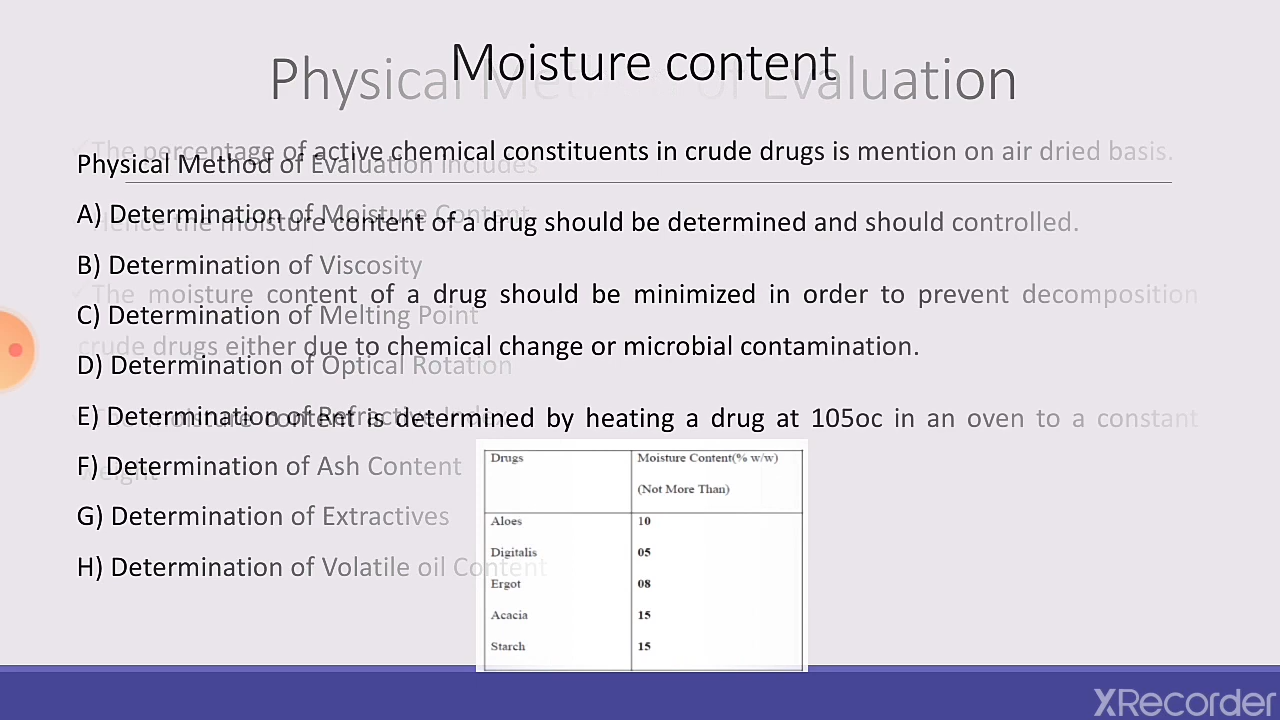 Moisture content
Physical Method of Evaluation
The percentage of active chemical constituents in crude drugs is mention on air dried basis.
Physical Method of Evaluation includes
A) Determination of Moisture Content
Hence the moisture content of a drug should be determined and should controlled.
B) Determination of Viscosity
The moisture content of a drug should be minimized in order to prevent decomposition
C) Determination of Melting Point
crude drugs either due to chemical change or microbial contamination.
D) Determination of Optical Rotation
E) Determination of Refractive Index
moisture content is determined by heating a drug at 105oc in an oven to a constant
F) Determination of Ash Content
weight
G) Determination of Extractives
H) Determination of Volatile oil Content
Drugs Moisture Content(% w/w)
(Not More Than)
Aloes 10
Digitalis 05
Ergot 08
Acacia 15
Starch 15
XRecorder